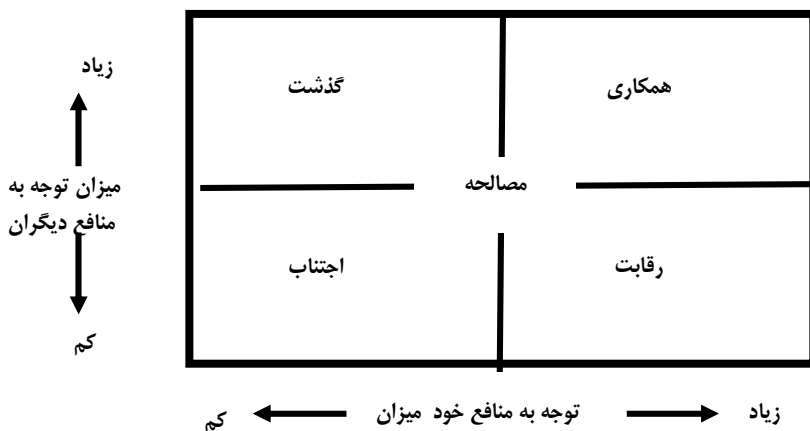 زیاد
گذشت
همکاری
میزان توجه به
منافع دیگران
مصالحه
اجتناب
رقابت
کم
زیاد
توجه به منافع خود میزان
کم